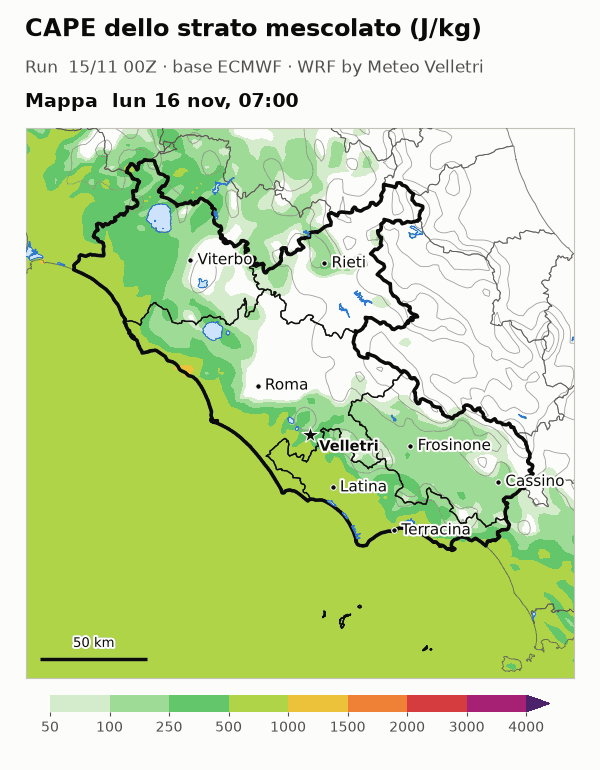 CAPE dello strato mescolato (J/kg)
Run  15/11 00Z · base ECMWF · WRF by Meteo Velletri
Mappa  lun 16 nov, 07:00
Viterbo
Rieti
Roma
Velletri
Frosinone
Latina
Cassino
Terracina
50 km
50 100 250 500 1000 1500 2000 3000 4000